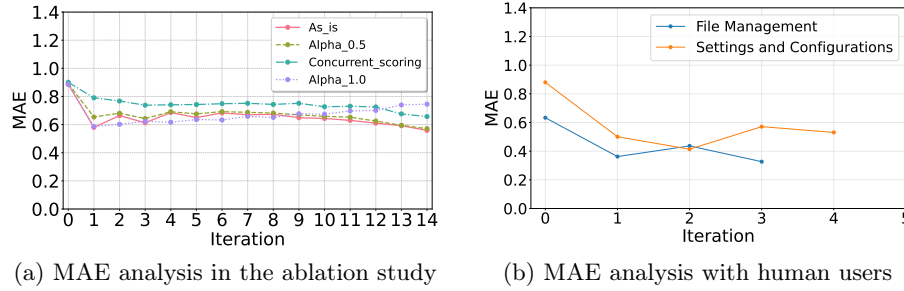 1.4
1.2
1.0
0.8
0.6
0.4
0.2
0.0
MAE
0 1 2 3 4 5 6 7 8 9 10 11 12 13 14
Iteration
As_is
Alpha_0.5
Concurrent_scoring
Alpha_1.0
(a) MAE analysis in the ablation study
1.4
1.2
1.0
0.8
0.6
0.4
0.2
0.0
MAE
0 1 2 3 4 5
Iteration
File Management
Settings and Configurations
(b) MAE analysis with human users